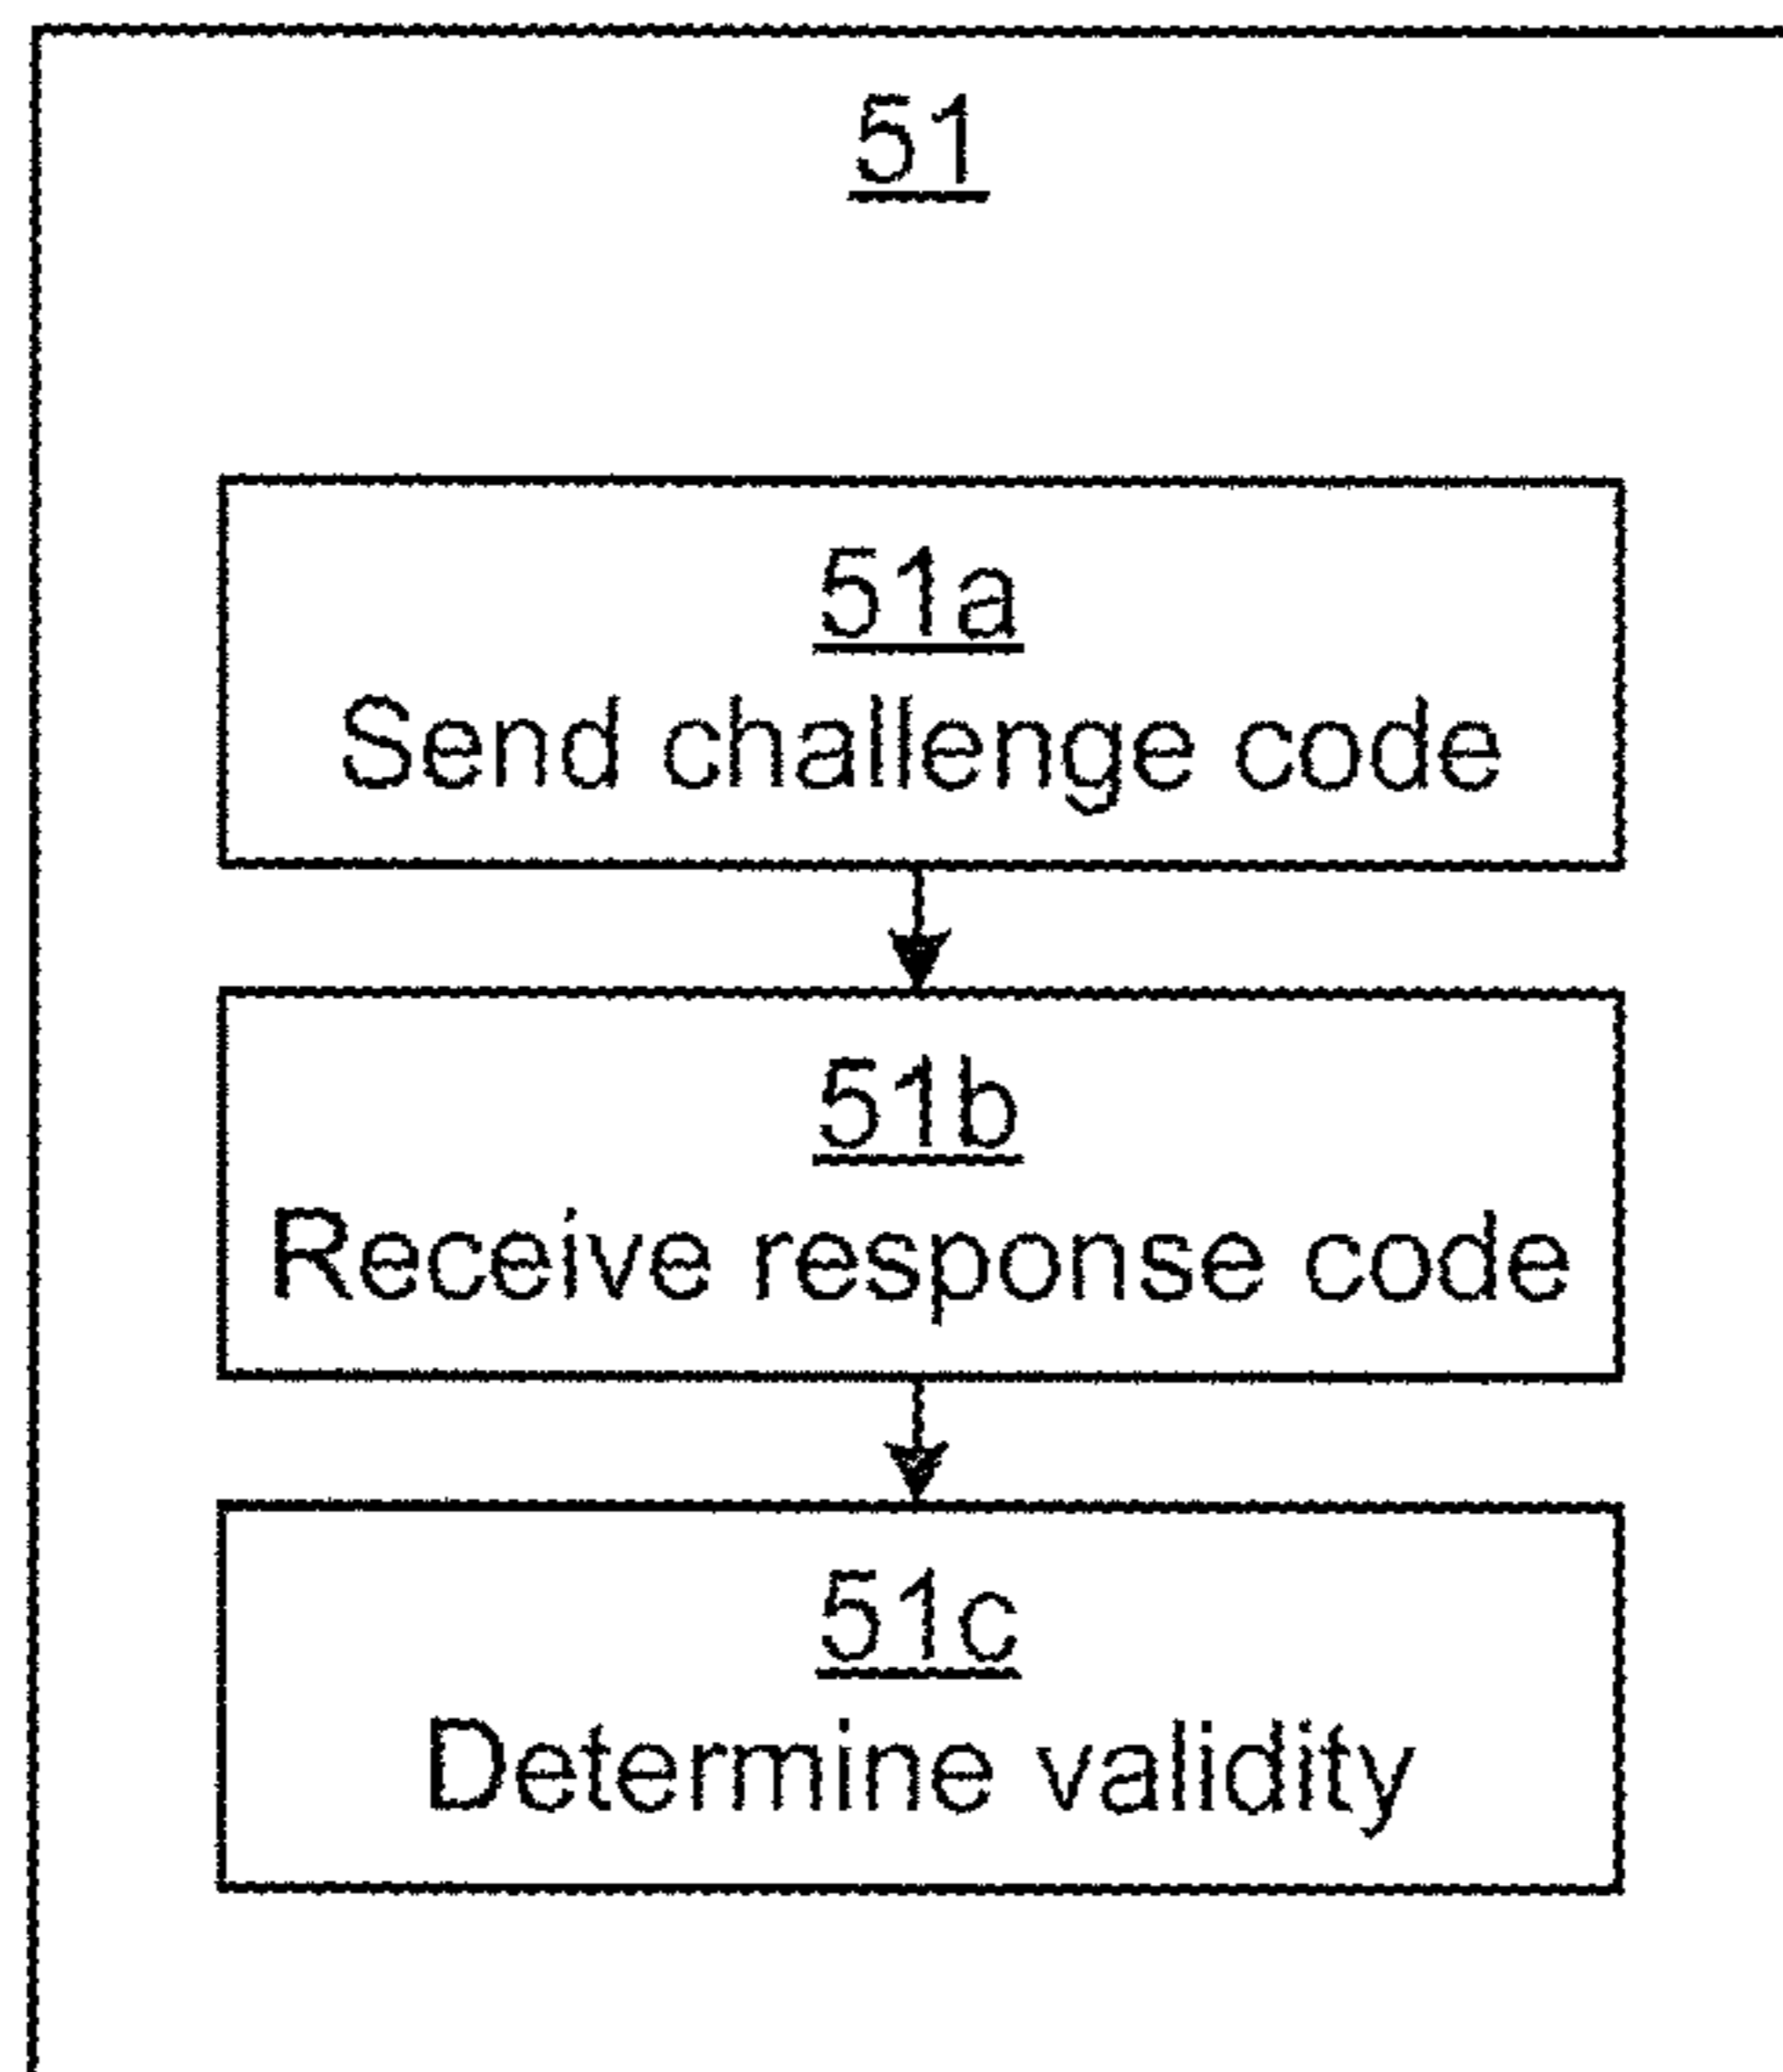 51
51a
Send challenge code
51b
Receive response code
51c
Determine validity